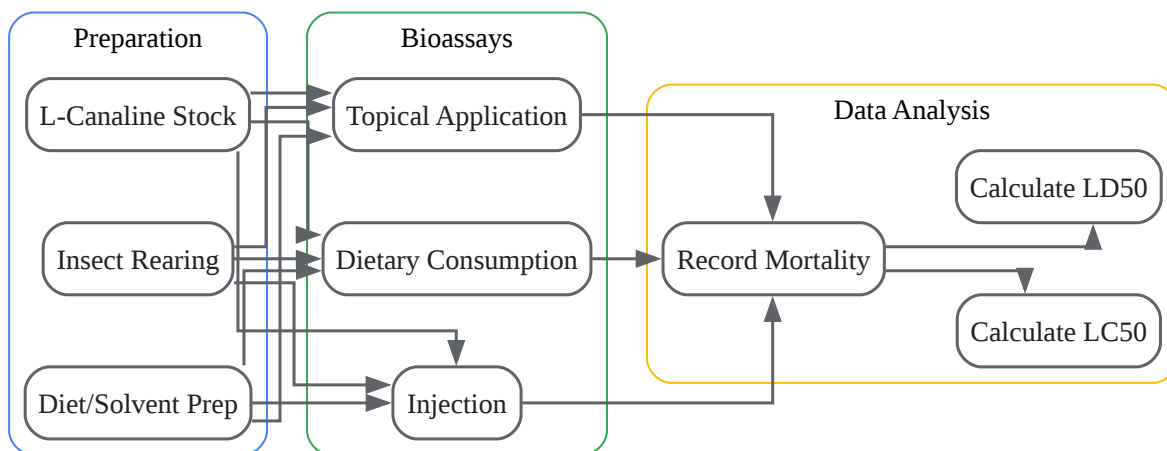 Preparation
L-Canaline Stock
Insect Rearing
Diet/Solvent Prep
Bioassays
Topical Application
Dietary Consumption
Injection
Data Analysis
Record Mortality
Calculate LD50
Calculate LC50